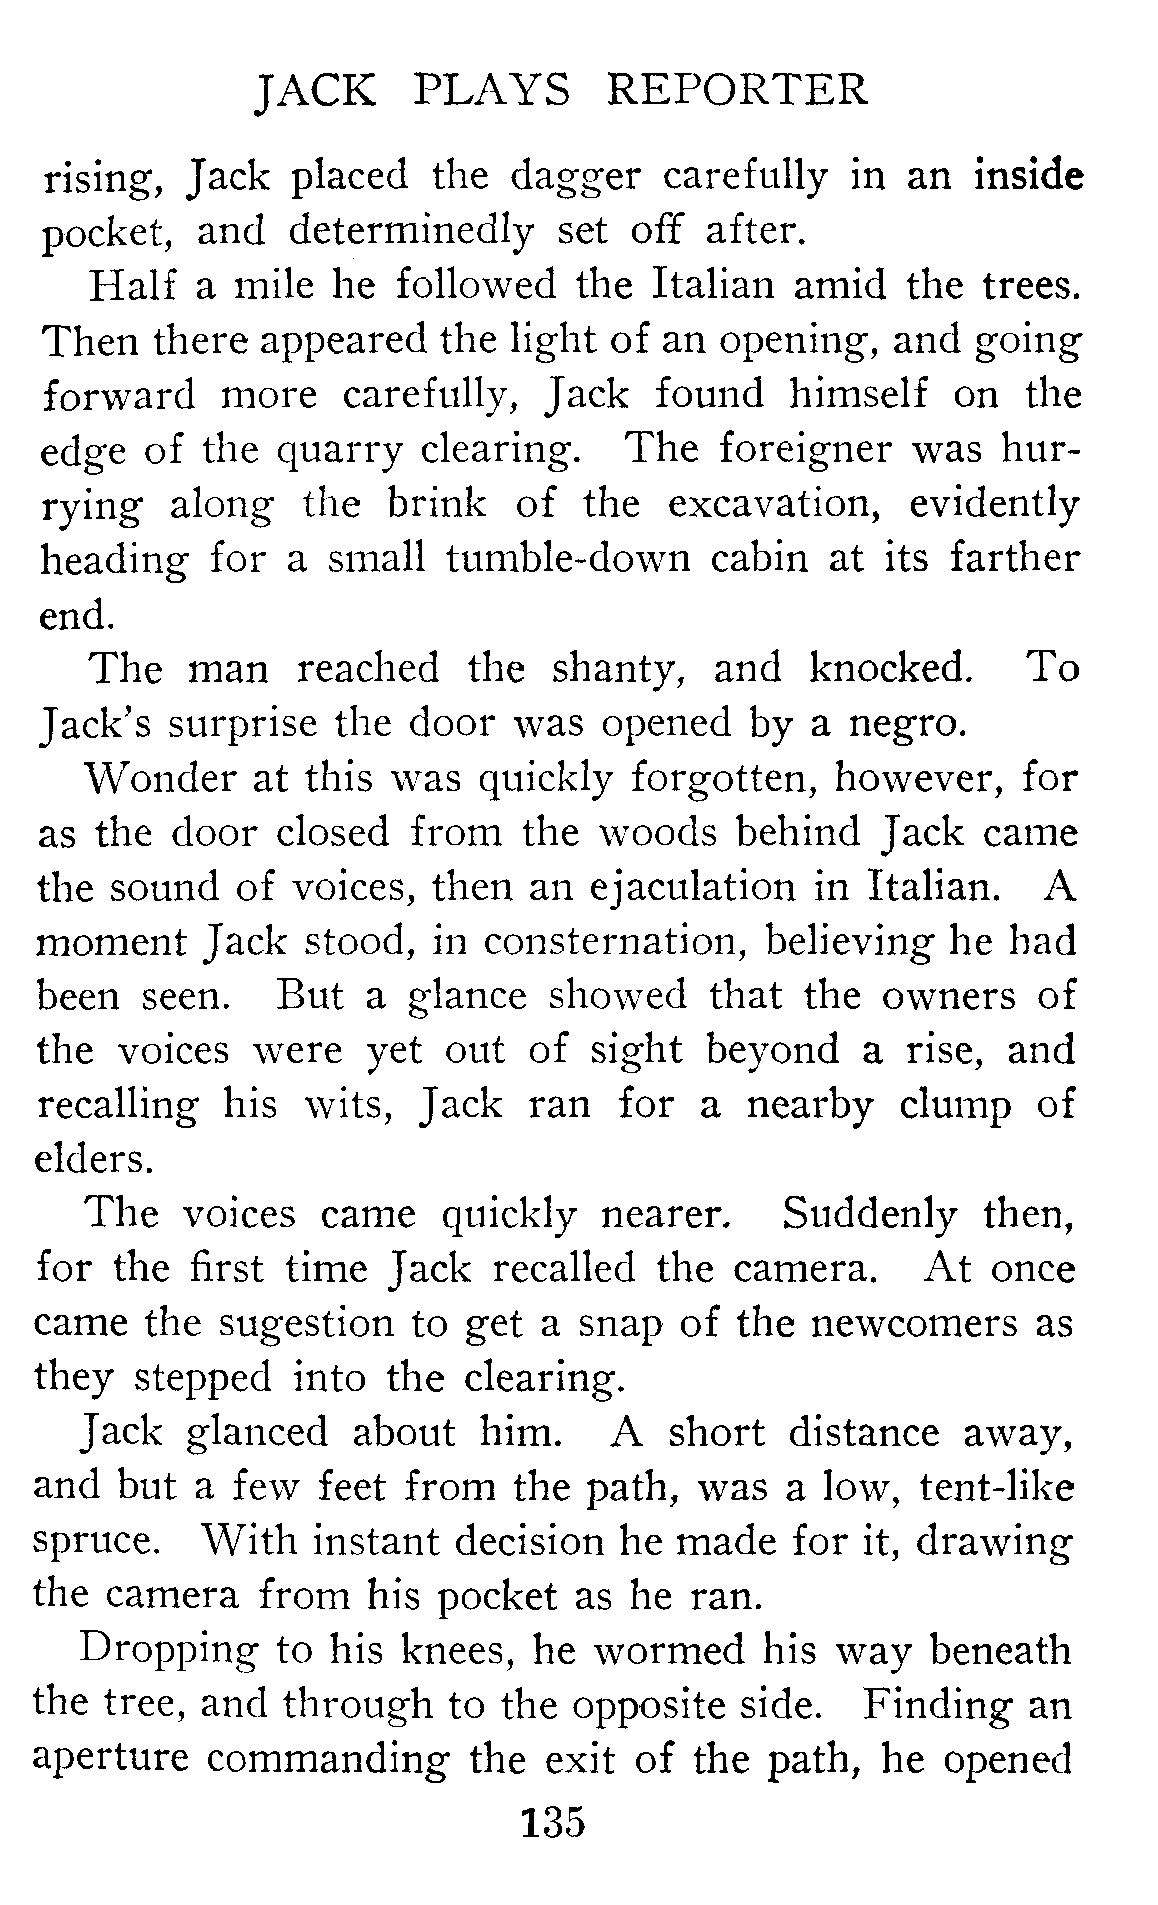 JACK PLAYS REPORTER
rising, Jack placed the dagger carefully in an inside
pocket, and determinedly set off after.
Half a mile he followed the Italian amid the trees.
Then there appeared the light of an opening, and going
forward more carefully, Jack found himself on the
edge of the quarry clearing. The foreigner was hur-
rying along the brink of the excavation, evidently
heading for a small tumble-down cabin at its farther
end.
The man reached the shanty, and knocked. To
Jack's surprise the door was opened by a negro.
Wonder at this was quickly forgotten, however, for
as the door closed from the woods behind Jack came
the sound of voices, then an ejaculation in Italian. A
moment Jack stood, in consternation, believing he had
been seen. But a glance showed that the owners of
the voices were yet out of sight beyond a rise, and
recalling his wits, Jack ran for a nearby clump of
elders.
The voices came quickly nearer. Suddenly then,
for the first time Jack recalled the camera. At once
came the sugestion to get a snap of the newcomers as
they stepped into the clearing.
Jack glanced about him. A short distance away,
and but a few feet from the path, was a low, tent-like
spruce. With instant decision he made for it, drawing
the camera from his pocket as he ran.
Dropping to his knees, he wormed his way beneath
the tree, and through to the opposite side. Finding an
aperture commanding the exit of the path, he opened
135